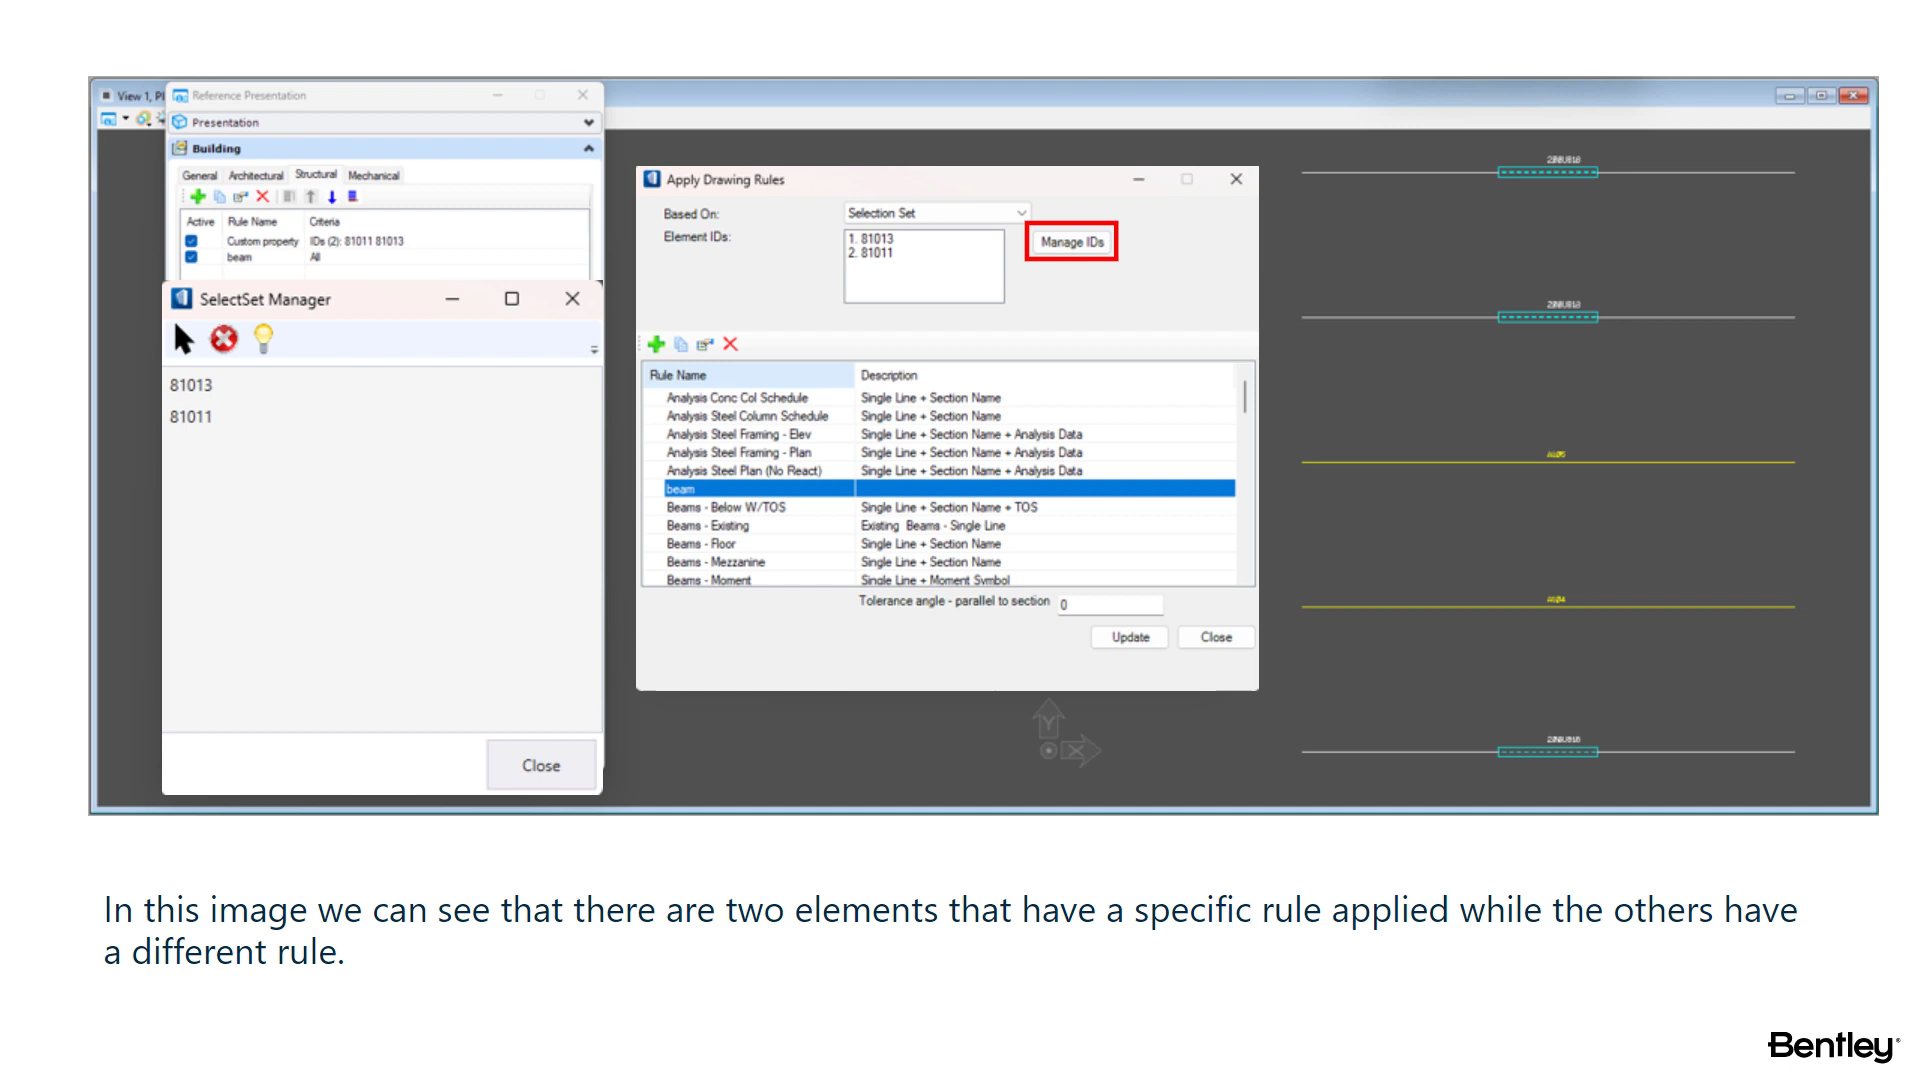 View 1, Pl
Reference Presentation
Presentation
Building
General Architectural Structural Mechanical
Active Rule Name Criteria
Custom property IDs (2): 81011 81013
beam All
SelectSet Manager
81013
81011
Close
Apply Drawing Rules
Based On: Selection Set
Element IDs: 1. 81013
2. 81011
Manage IDs
Rule Name Description
Analysis Conc Col Schedule Single Line + Section Name
Analysis Steel Column Schedule Single Line + Section Name
Analysis Steel Framing - Elev Single Line + Section Name + Analysis Data
Analysis Steel Framing - Plan Single Line + Section Name + Analysis Data
Analysis Steel Plan (No React) Single Line + Section Name + Analysis Data
beam
Beams - Below W/TOS Single Line + Section Name + TOS
Beams - Existing Existing Beams - Single Line
Beams - Floor Single Line + Section Name
Beams - Mezzanine Single Line + Section Name
Beams - Moment Single Line + Moment Symbol
Tolerance angle - parallel to section 0
Update Close
Y
X
In this image we can see that there are two elements that have a specific rule applied while the others have
a different rule.
Bentley